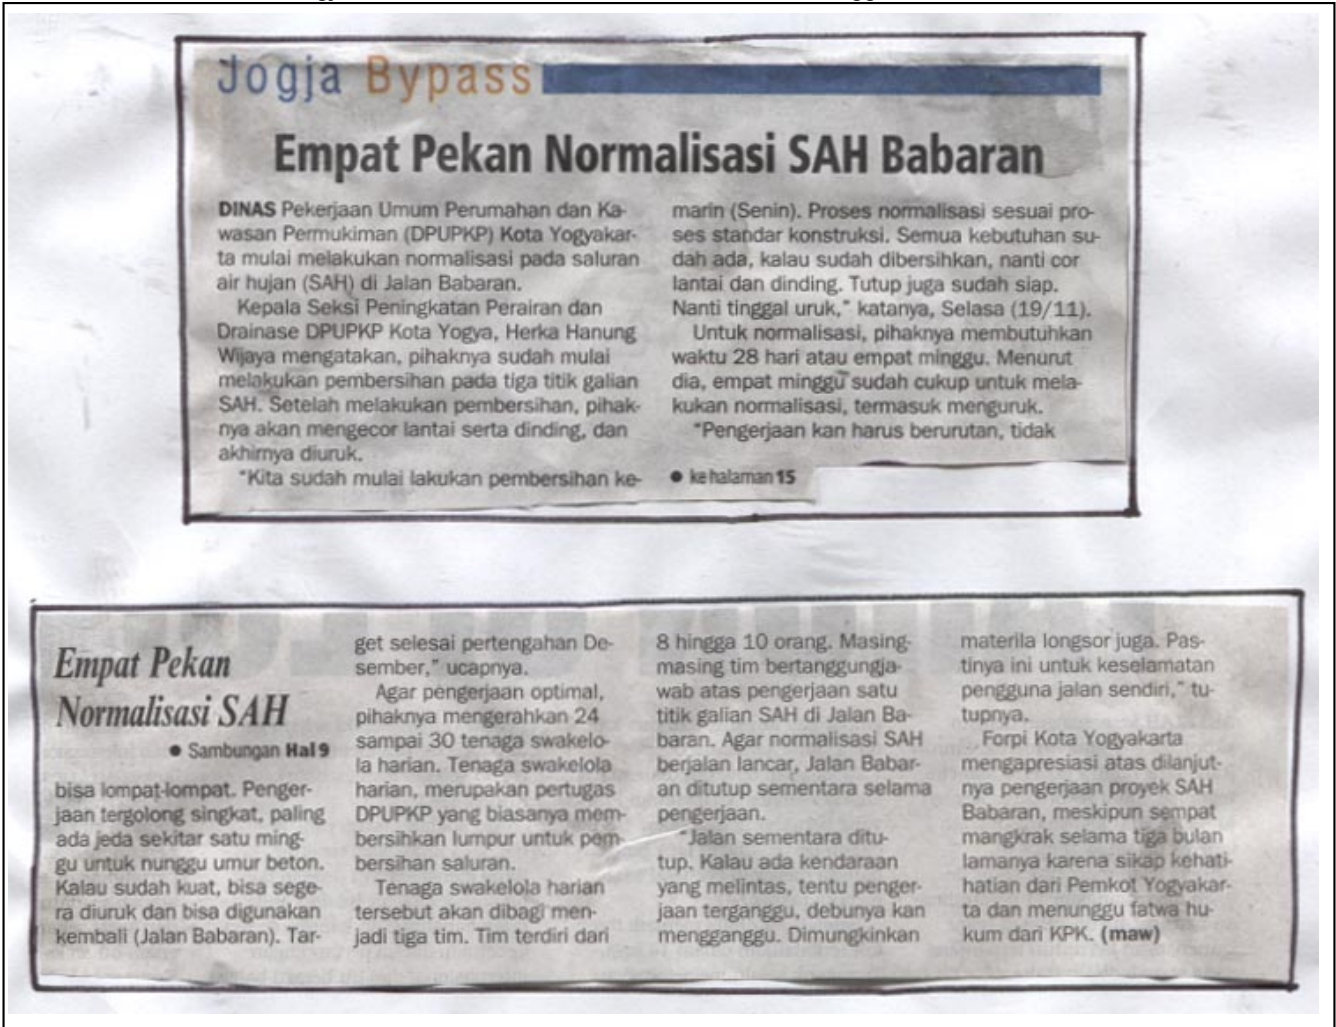 Jogja Bypass
Empat Pekan Normalisasi SAH Babaran
DINAS Pekerjaan Umum Perumahan dan Ka-
wasan Permukiman (DPUPKP) Kota Yogyakar-
ta mulai melakukan normalisasi pada saluran
air hujan (SAH) di Jalan Babaran.
Kepala Seksi Peningkatan Perairan dan
Drainase DPUPKP Kota Yogya, Herka Hanung
Wijaya mengatakan, pihaknya sudah mulai
melakukan pembersihan pada tiga titik galian
SAH. Setelah melakukan pembersihan, pihak-
nya akan mengecor lantai serta dinding, dan
akhirnya diuruk.
"Kita sudah mulai lakukan pembersihan ke-
marin (Senin). Proses normalisasi sesuai pro-
ses standar konstruksi. Semua kebutuhan su-
dah ada, kalau sudah dibersihkan, nanti cor
lantai dan dinding. Tutup juga sudah siap.
Nanti tinggal uruk," katanya, Selasa (19/11).
Untuk normalisasi, pihaknya membutuhkan
waktu 28 hari atau empat minggu. Menurut
dia, empat minggu sudah cukup untuk mela-
kukan normalisasi, termasuk menguruk.
"Pengerjaan kan harus berurutan, tidak
● ke halaman 15
Empat Pekan
Normalisasi SAH
● Sambungan Hal 9
bisa lompat-lompat. Penger-
jaan tergolong singkat, paling
ada jeda sekitar satu ming-
gu untuk nunggu umur beton.
Kalau sudah kuat, bisa sege-
ra diuruk dan bisa digunakan
kembali (Jalan Babaran). Tar-
get selesai pertengahan De-
sember," ucapnya.
Agar pengerjaan optimal,
pihaknya mengerahkan 24
sampai 30 tenaga swakelo-
la harian. Tenaga swakelola
harian, merupakan pertugas
DPUPKP yang biasanya mem-
bersihkan lumpur untuk pem-
bersihan saluran.
Tenaga swakelola harian
tersebut akan dibagi men-
jadi tiga tim. Tim terdiri dari
8 hingga 10 orang. Masing-
masing tim bertanggungja-
wab atas pengerjaan satu
titik galian SAH di Jalan Ba-
baran. Agar normalisasi SAH
berjalan lancar, Jalan Babar-
an ditutup sementara selama
pengerjaan.
"Jalan sementara ditu-
tup. Kalau ada kendaraan
yang melintas, tentu penger-
jaan terganggu, debunya kan
mengganggu. Dimungkinkan
materila longsor juga. Pas-
tinya ini untuk keselamatan
pengguna jalan sendiri," tu-
tupnya.
Forpi Kota Yogyakarta
mengapresiasi atas dilanjut-
nya pengerjaan proyek SAH
Babaran, meskipun sempat
mangkrak selama tiga bulan
lamanya karena sikap kehati-
hatian dari Pemkot Yogyakar-
ta dan menunggu fatwa hu-
kum dari KPK. (maw)